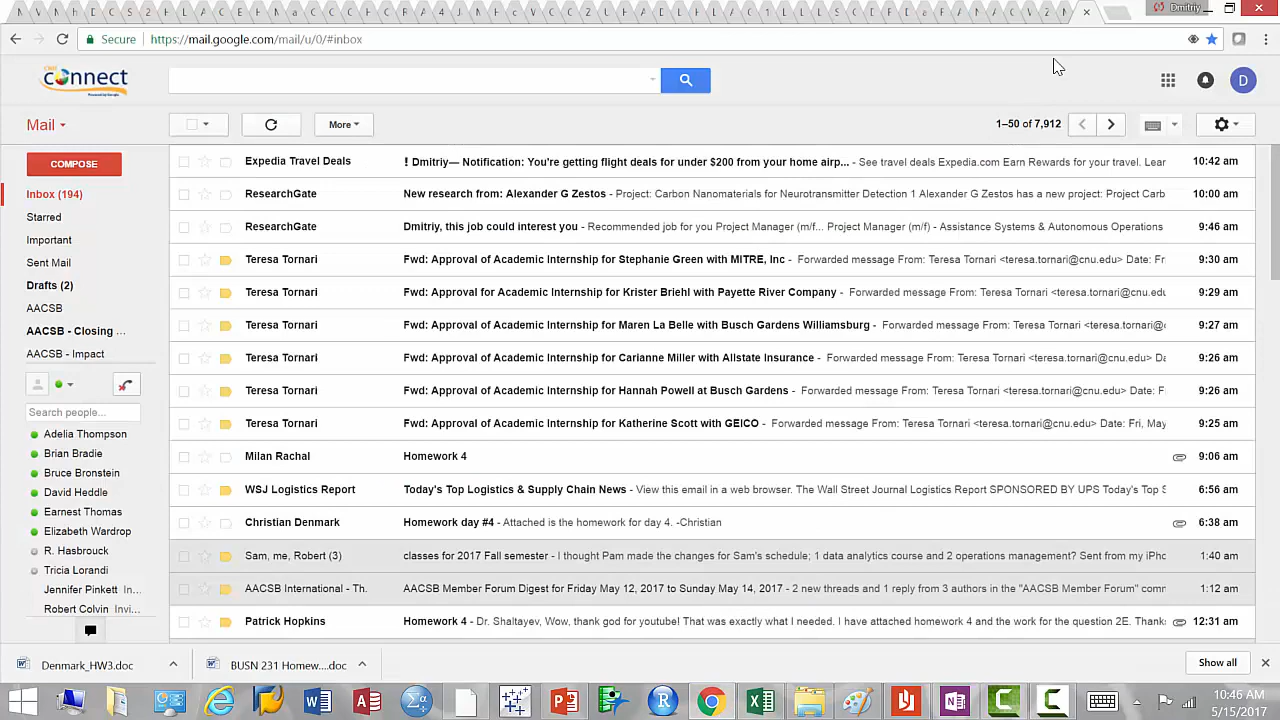 Dmitriy
Secure https://mail.google.com/mail/u/0/#inbox
CNU connect
Powered by Google
Mail
More
1–50 of 7,912
COMPOSE
Inbox (194)
Starred
Important
Sent Mail
Drafts (2)
AACSB
AACSB - Closing ...
AACSB - Impact
Search people...
Adelia Thompson
Brian Bradie
Bruce Bronstein
David Heddle
Earnest Thomas
Elizabeth Wardrop
R. Hasbrouck
Tricia Lorandi
Jennifer Pinkett In...
Robert Colvin Invi...
Expedia Travel Deals ! Dmitriy— Notification: You're getting flight deals for under $200 from your home airp... - See travel deals Expedia.com Earn Rewards for your travel. Lear 10:42 am
ResearchGate New research from: Alexander G Zestos - Project: Carbon Nanomaterials for Neurotransmitter Detection 1 Alexander G Zestos has a new project: Project Carb 10:00 am
ResearchGate Dmitriy, this job could interest you - Recommended job for you Project Manager (m/f... Project Manager (m/f) - Assistance Systems & Autonomous Operations 9:46 am
Teresa Tornari Fwd: Approval of Academic Internship for Stephanie Green with MITRE, Inc - Forwarded message From: Teresa Tornari <teresa.tornari@cnu.edu> Date: Fr 9:30 am
Teresa Tornari Fwd: Approval for Academic Internship for Krister Briehl with Payette River Company - Forwarded message From: Teresa Tornari <teresa.tornari@cnu.edu 9:29 am
Teresa Tornari Fwd: Approval of Academic Internship for Maren La Belle with Busch Gardens Williamsburg - Forwarded message From: Teresa Tornari <teresa.tornari@c 9:27 am
Teresa Tornari Fwd: Approval of Academic Internship for Carianne Miller with Allstate Insurance - Forwarded message From: Teresa Tornari <teresa.tornari@cnu.edu> Da 9:26 am
Teresa Tornari Fwd: Approval of Academic Internship for Hannah Powell at Busch Gardens - Forwarded message From: Teresa Tornari <teresa.tornari@cnu.edu> Date: F 9:26 am
Teresa Tornari Fwd: Approval of Academic Internship for Katherine Scott with GEICO - Forwarded message From: Teresa Tornari <teresa.tornari@cnu.edu> Date: Fri, May 9:25 am
Milan Rachal Homework 4 9:06 am
WSJ Logistics Report Today's Top Logistics & Supply Chain News - View this email in a web browser. The Wall Street Journal Logistics Report SPONSORED BY UPS Today's Top S 6:56 am
Christian Denmark Homework day #4 - Attached is the homework for day 4. -Christian 6:38 am
Sam, me, Robert (3) classes for 2017 Fall semester - I thought Pam made the changes for Sam's schedule; 1 data analytics course and 2 operations management? Sent from my iPho 1:40 am
AACSB International - Th. AACSB Member Forum Digest for Friday May 12, 2017 to Sunday May 14, 2017 - 2 new threads and 1 reply from 3 authors in the "AACSB Member Forum" comm 1:12 am
Patrick Hopkins Homework 4 - Dr. Shaltayev, Wow, thank god for youtube! That was exactly what I needed. I have attached homework 4 and the work for the question 2E. Thanks 12:31 am
Denmark_HW3.doc
BUSN 231 Homew....doc
Show all
10:46 AM
5/15/2017